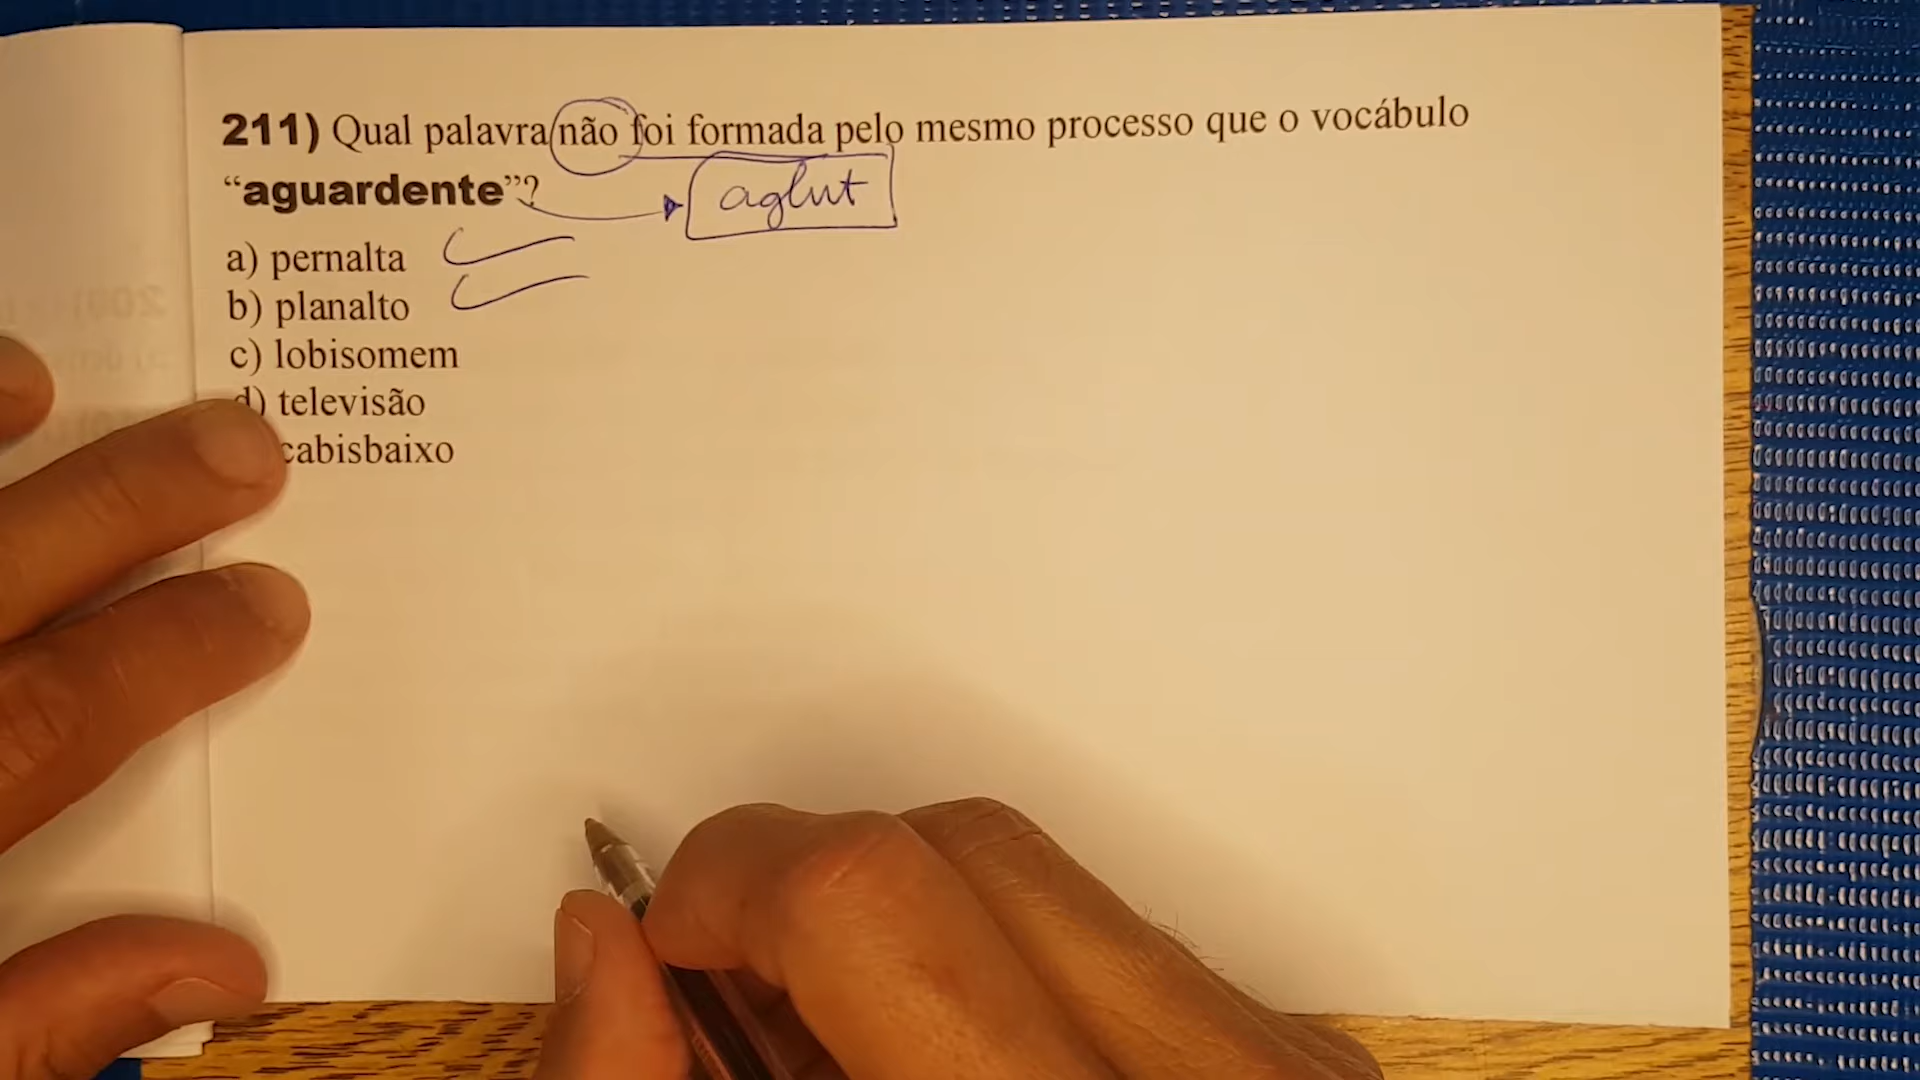 211) Qual palavra não foi formada pelo mesmo processo que o vocábulo
“aguardente”?
aglut
a) pernalta
b) planalto
c) lobisomem
d) televisão
cabisbaixo